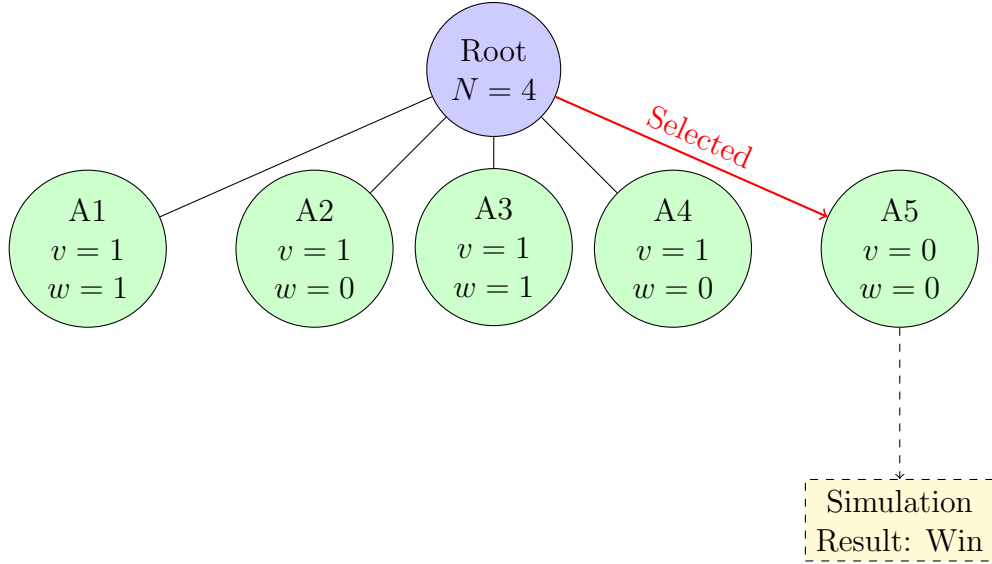 Root
N = 4
Selected
A1
v = 1
w = 1
A2
v = 1
w = 0
A3
v = 1
w = 1
A4
v = 1
w = 0
A5
v = 0
w = 0
Simulation
Result: Win